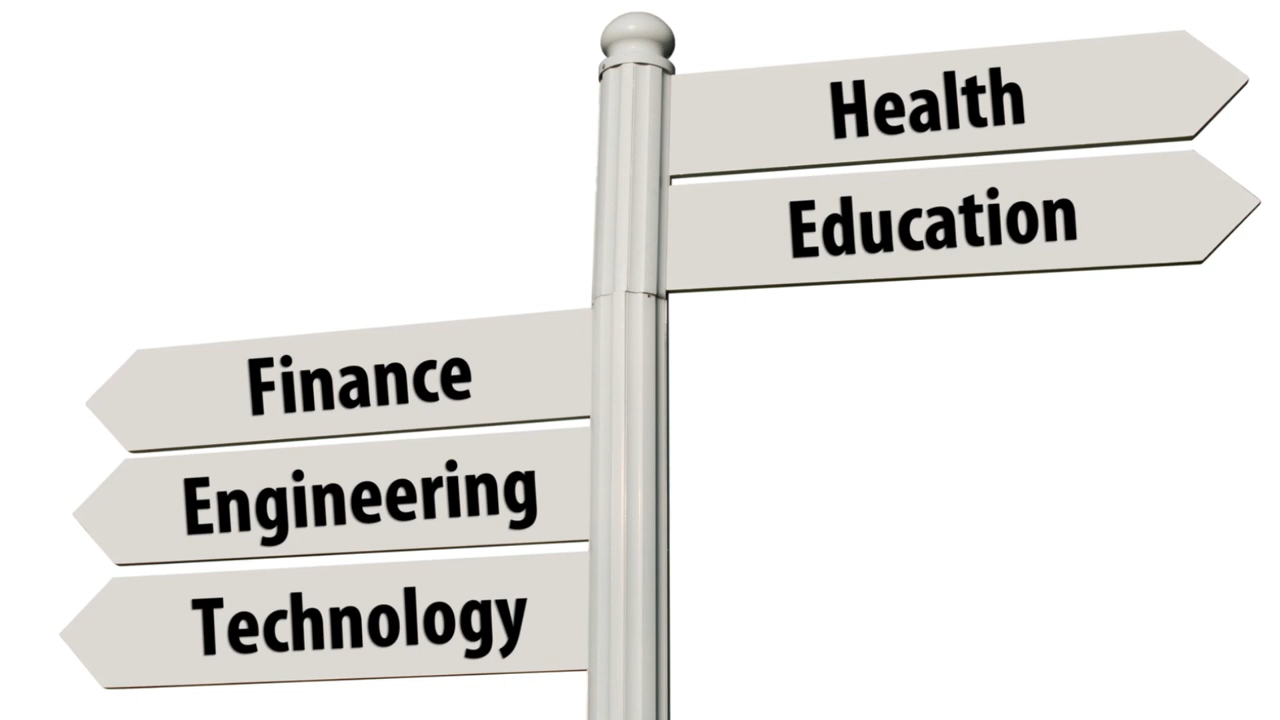 Health
Education
Finance
Engineering
Technology